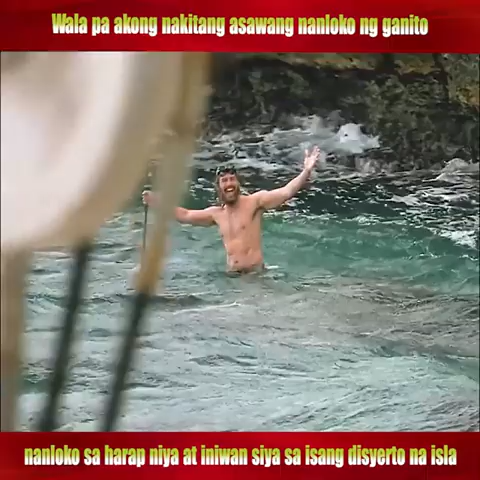 Wala pa akong nakitang asawang nanloko ng ganito
nanloko sa harap niya at iniwan siya sa isang disyerto na isla